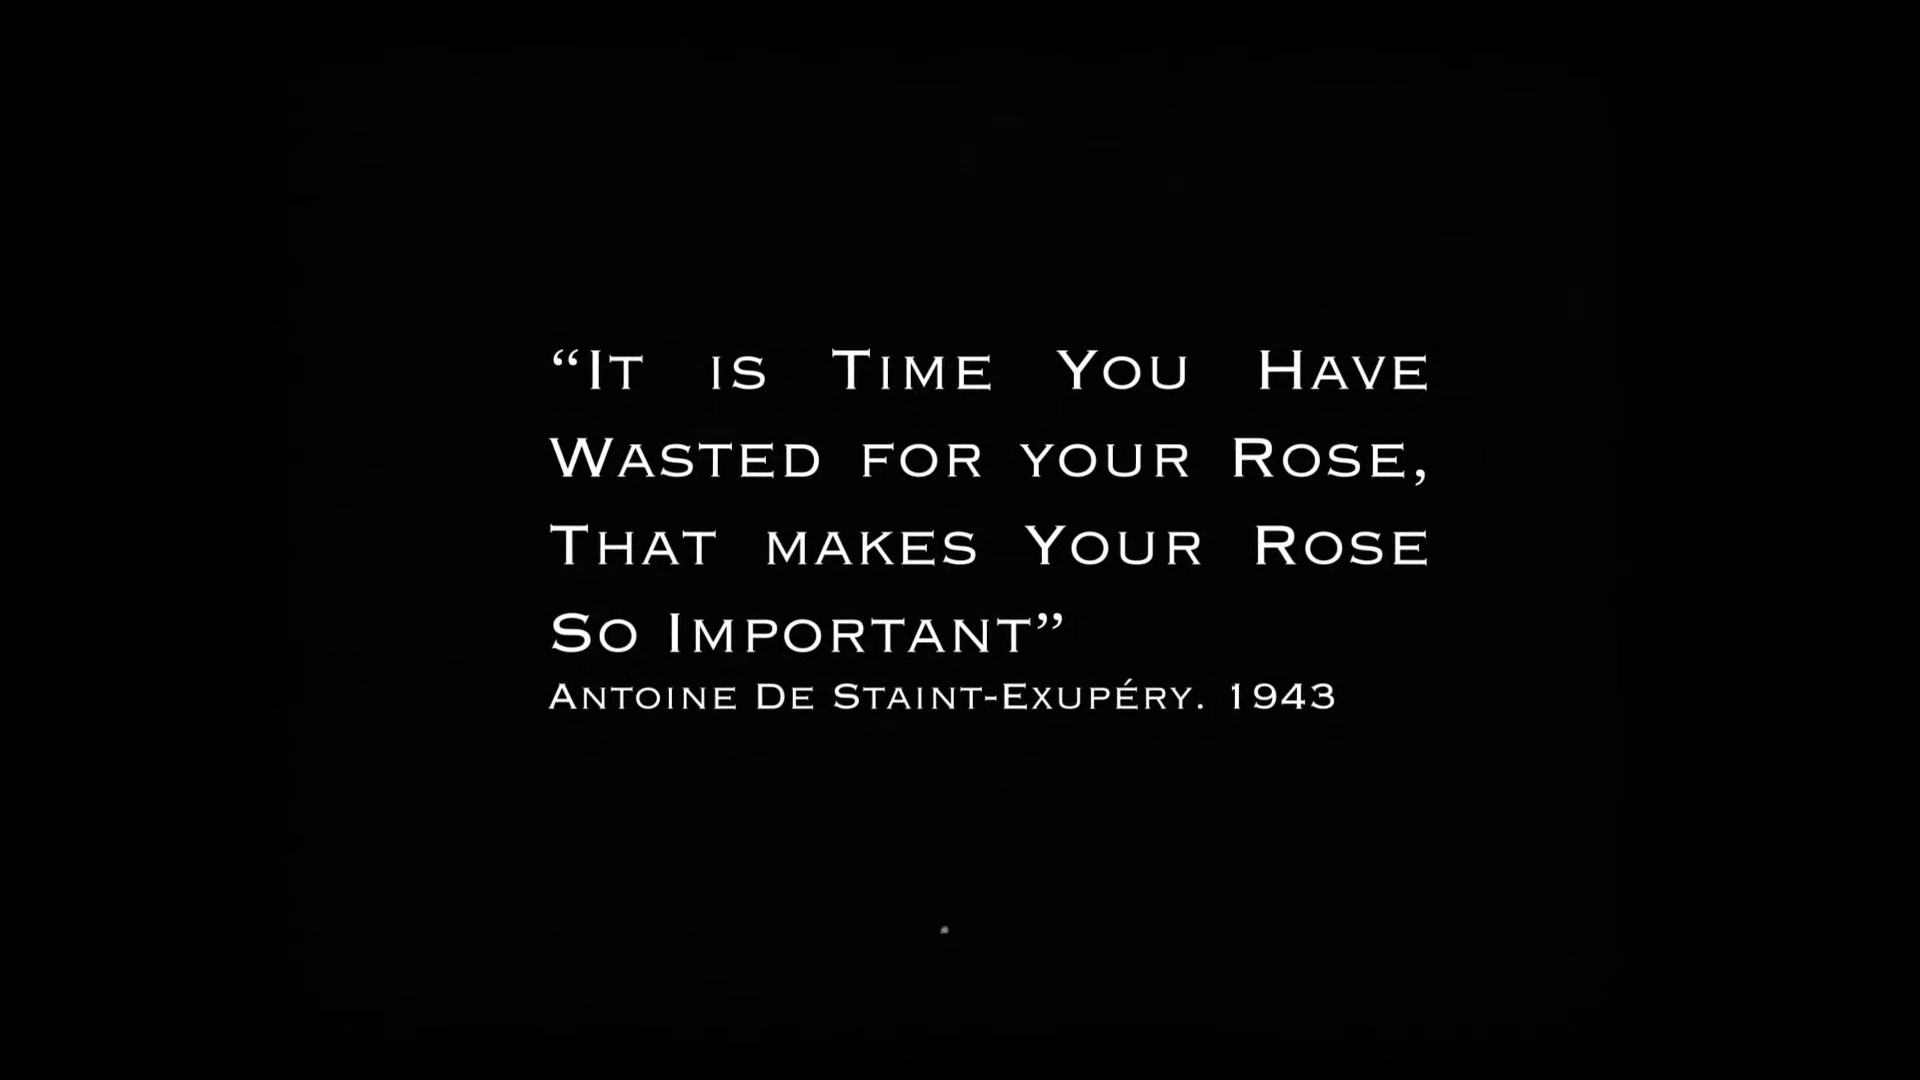 “It is Time You Have
Wasted for your Rose,
That makes Your Rose
So Important”
Antoine De Staint-Exupéry. 1943